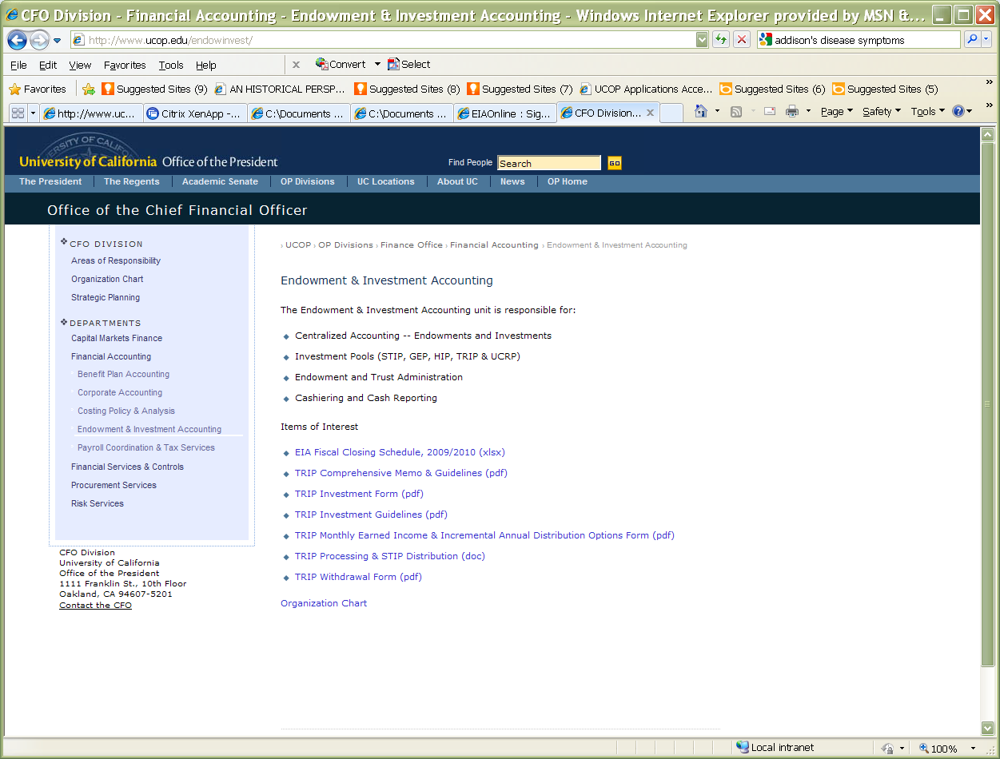 CFO Division - Financial Accounting - Endowment & Investment Accounting - Windows Internet Explorer provided by MSN &...
http://www.ucop.edu/endowinvest/
addison's disease symptoms
File Edit View Favorites Tools Help
x Convert Select
Favorites Suggested Sites (9) AN HISTORICAL PERSP... Suggested Sites (8) Suggested Sites (7) UCOP Applications Acce... Suggested Sites (6) Suggested Sites (5) »
http://www.uc... Citrix XenApp -... C:\Documents ... C:\Documents ... EIAOnline : Sig... CFO Division... x Page Safety Tools »
UNIVERSITY OF CALIFO
University of California Office of the President
Find People Search GO
The President The Regents Academic Senate OP Divisions UC Locations About UC News OP Home
Office of the Chief Financial Officer
CFO DIVISION
Areas of Responsibility
Organization Chart
Strategic Planning
DEPARTMENTS
Capital Markets Finance
Financial Accounting
Benefit Plan Accounting
Corporate Accounting
Costing Policy & Analysis
Endowment & Investment Accounting
Payroll Coordination & Tax Services
Financial Services & Controls
Procurement Services
Risk Services
CFO Division
University of California
Office of the President
1111 Franklin St., 10th Floor
Oakland, CA 94607-5201
Contact the CFO
› UCOP › OP Divisions › Finance Office › Financial Accounting › Endowment & Investment Accounting
Endowment & Investment Accounting
The Endowment & Investment Accounting unit is responsible for:
Centralized Accounting -- Endowments and Investments
Investment Pools (STIP, GEP, HIP, TRIP & UCRP)
Endowment and Trust Administration
Cashiering and Cash Reporting
Items of Interest
EIA Fiscal Closing Schedule, 2009/2010 (xlsx)
TRIP Comprehensive Memo & Guidelines (pdf)
TRIP Investment Form (pdf)
TRIP Investment Guidelines (pdf)
TRIP Monthly Earned Income & Incremental Annual Distribution Options Form (pdf)
TRIP Processing & STIP Distribution (doc)
TRIP Withdrawal Form (pdf)
Organization Chart
Local intranet
100%